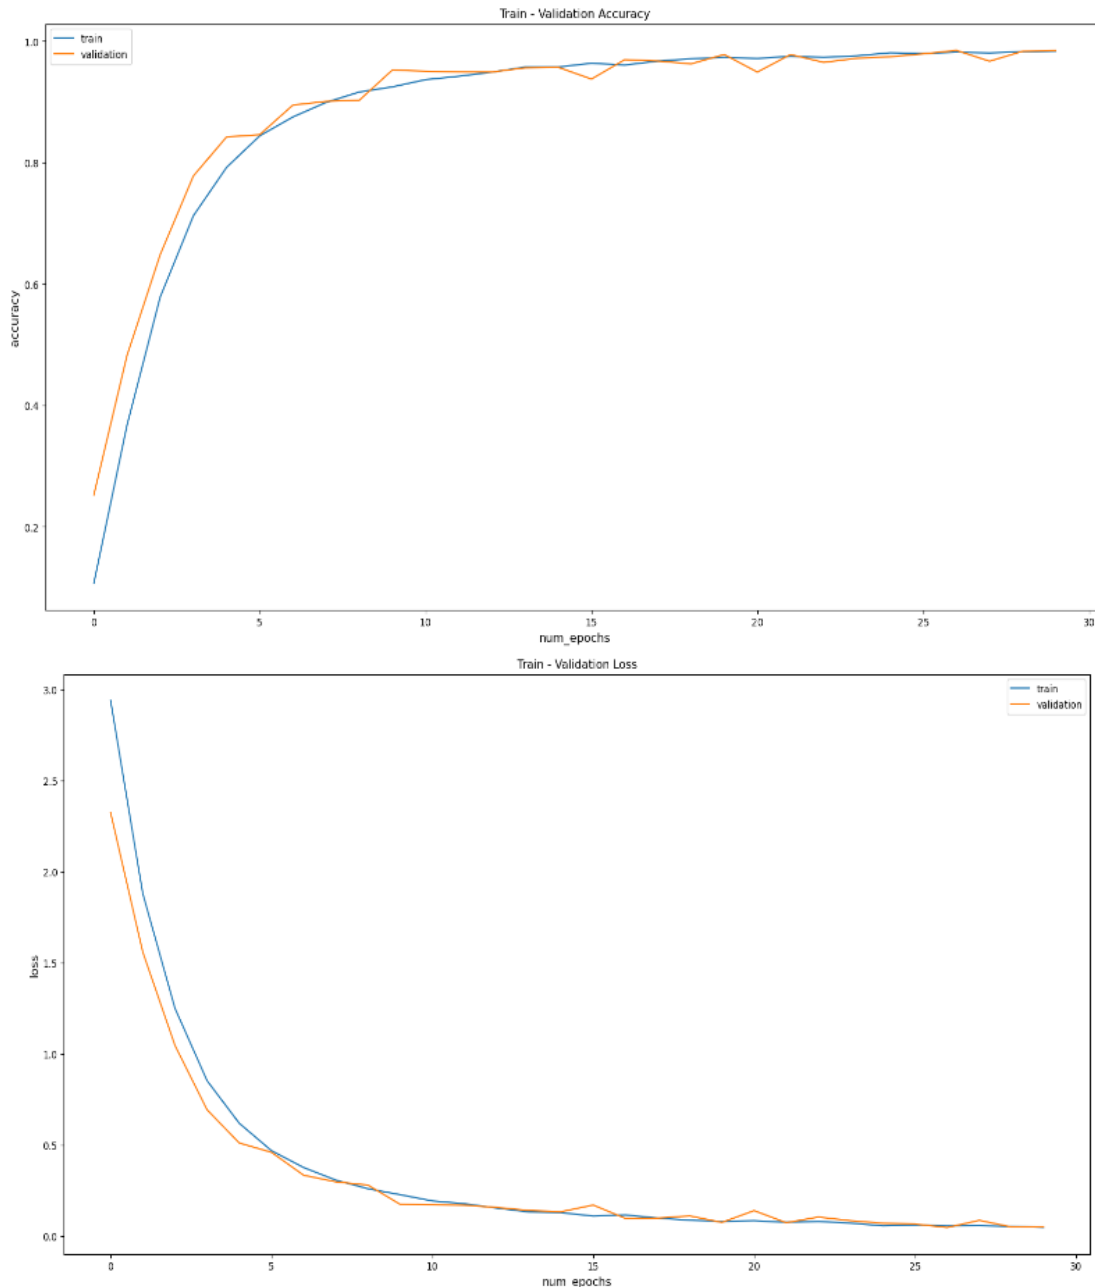 Train - Validation Accuracy
train
validation
1.0
0.8
0.6
0.4
0.2
accuracy
0 5 10 15 20 25 30
num_epochs
Train - Validation Loss
train
validation
3.0
2.5
2.0
1.5
1.0
0.5
0.0
loss
0 5 10 15 20 25 30
num_epochs